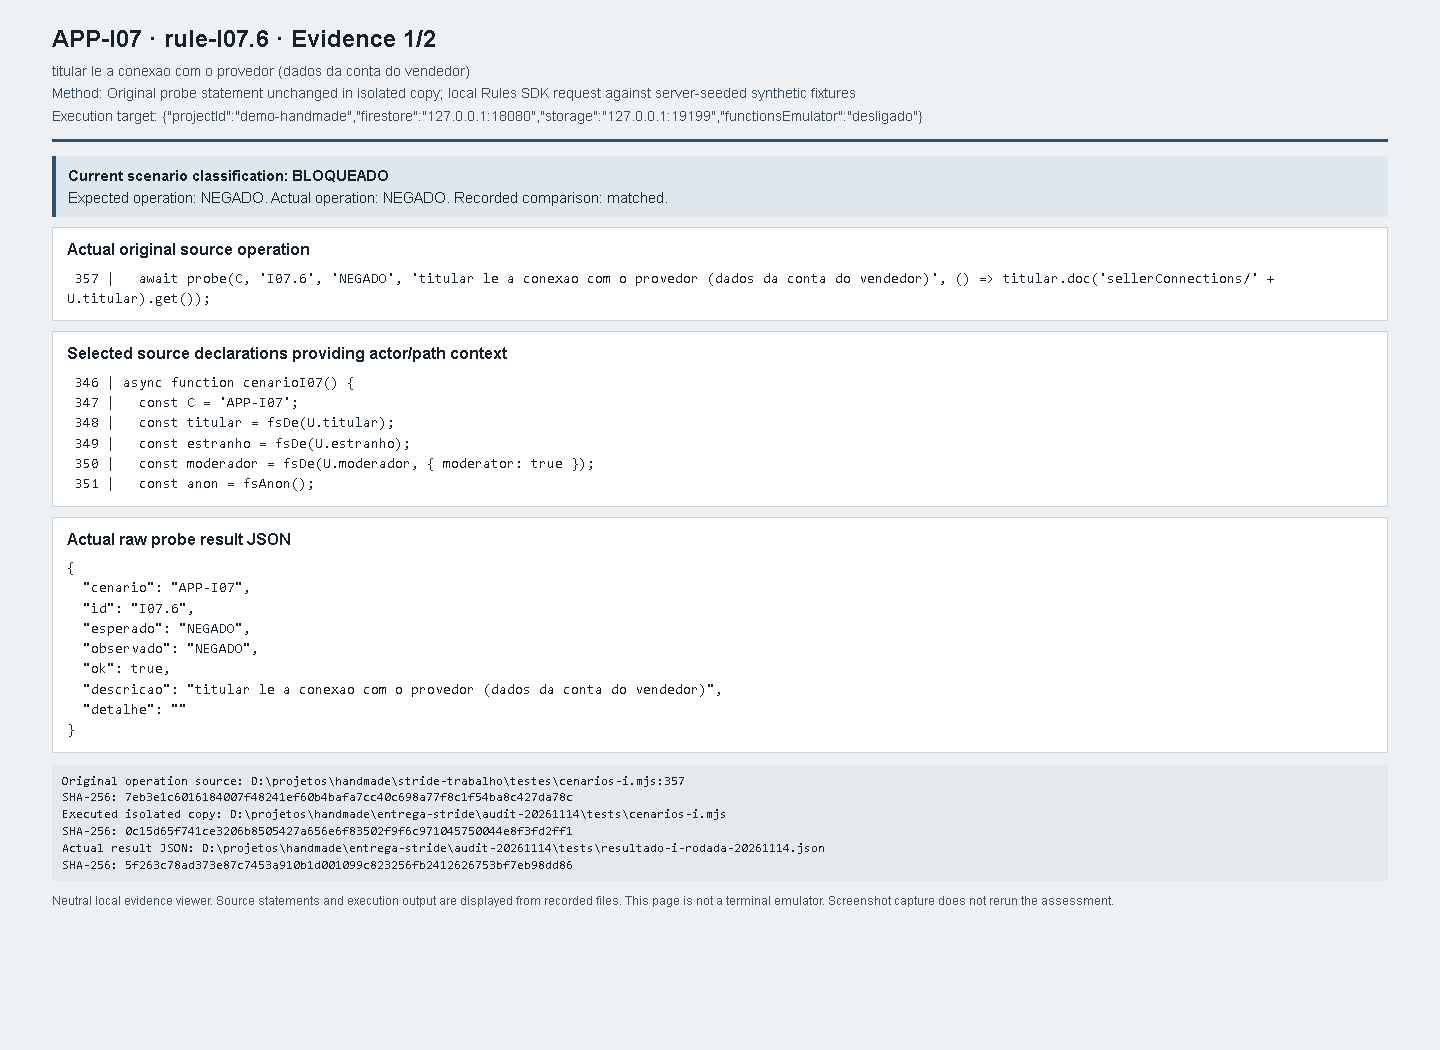 APP-I07 · rule-I07.6 · Evidence 1/2
titular le a conexao com o provedor (dados da conta do vendedor)
Method: Original probe statement unchanged in isolated copy; local Rules SDK request against server-seeded synthetic fixtures
Execution target: {"projectId":"demo-handmade","firestore":"127.0.0.1:18080","storage":"127.0.0.1:19199","functionsEmulator":"desligado"}
Current scenario classification: BLOQUEADO
Expected operation: NEGADO. Actual operation: NEGADO. Recorded comparison: matched.
Actual original source operation
357 |   await probe(C, 'I07.6', 'NEGADO', 'titular le a conexao com o provedor (dados da conta do vendedor)', () => titular.doc('sellerConnections/' +
U.titular).get());
Selected source declarations providing actor/path context
346 | async function cenarioI07() {
347 |   const C = 'APP-I07';
348 |   const titular = fsDe(U.titular);
349 |   const estranho = fsDe(U.estranho);
350 |   const moderador = fsDe(U.moderador, { moderator: true });
351 |   const anon = fsAnon();
Actual raw probe result JSON
{
  "cenario": "APP-I07",
  "id": "I07.6",
  "esperado": "NEGADO",
  "observado": "NEGADO",
  "ok": true,
  "descricao": "titular le a conexao com o provedor (dados da conta do vendedor)",
  "detalhe": ""
}
Original operation source: D:\projetos\handmade\stride-trabalho\testes\cenarios-i.mjs:357
SHA-256: 7eb3e1c6016184007f48241ef60b4bafa7cc40c698a77f8c1f54ba8c427da78c
Executed isolated copy: D:\projetos\handmade\entrega-stride\audit-20261114\tests\cenarios-i.mjs
SHA-256: 0c15d65f741ce3206b8505427a656e6f83502f9f6c971045750044e8f3fd2ff1
Actual result JSON: D:\projetos\handmade\entrega-stride\audit-20261114\tests\resultado-i-rodada-20261114.json
SHA-256: 5f263c78ad373e87c7453a910b1d001099c823256fb2412626753bf7eb98dd86
Neutral local evidence viewer. Source statements and execution output are displayed from recorded files. This page is not a terminal emulator. Screenshot capture does not rerun the assessment.